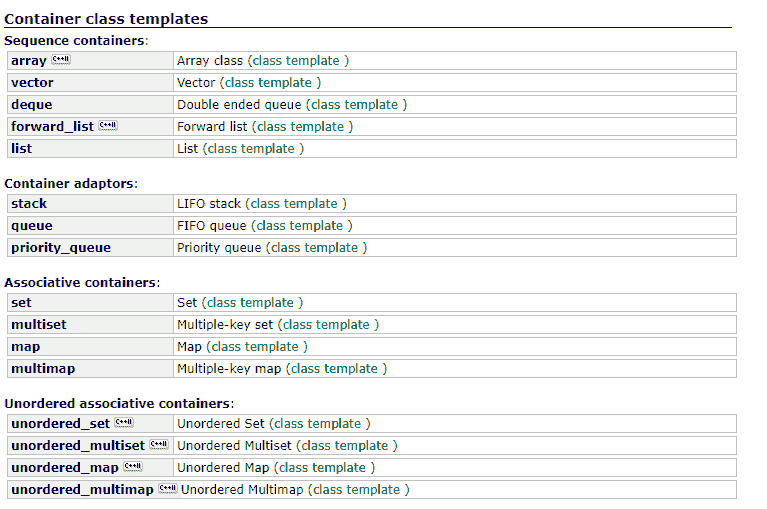 Container class templates
Sequence containers:
array C++11 Array class (class template )
vector Vector (class template )
deque Double ended queue (class template )
forward_list C++11 Forward list (class template )
list List (class template )
Container adaptors:
stack LIFO stack (class template )
queue FIFO queue (class template )
priority_queue Priority queue (class template )
Associative containers:
set Set (class template )
multiset Multiple-key set (class template )
map Map (class template )
multimap Multiple-key map (class template )
Unordered associative containers:
unordered_set C++11 Unordered Set (class template )
unordered_multiset C++11 Unordered Multiset (class template )
unordered_map C++11 Unordered Map (class template )
unordered_multimap C++11 Unordered Multimap (class template )